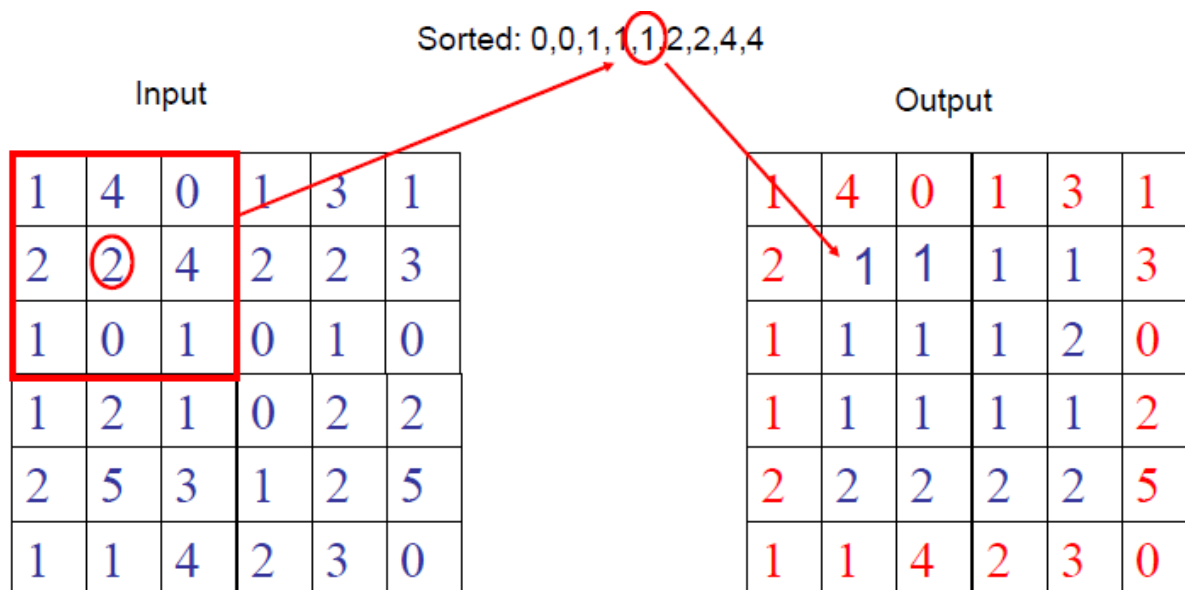 Sorted: 0,0,1,1,1,2,2,4,4
Input
Output
1 4 0 1 3 1
2 2 4 2 2 3
1 0 1 0 1 0
1 2 1 0 2 2
2 5 3 1 2 5
1 1 4 2 3 0
1 4 0 1 3 1
2 1 1 1 1 3
1 1 1 1 2 0
1 1 1 1 1 2
2 2 2 2 2 5
1 1 4 2 3 0